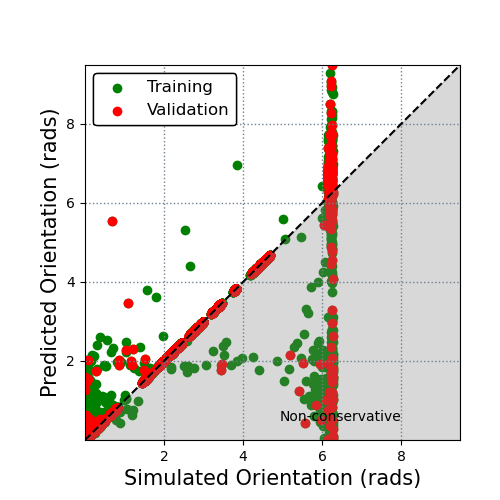 Training
Validation
Predicted Orientation (rads)
8
6
4
2
Non-conservative
2 4 6 8
Simulated Orientation (rads)